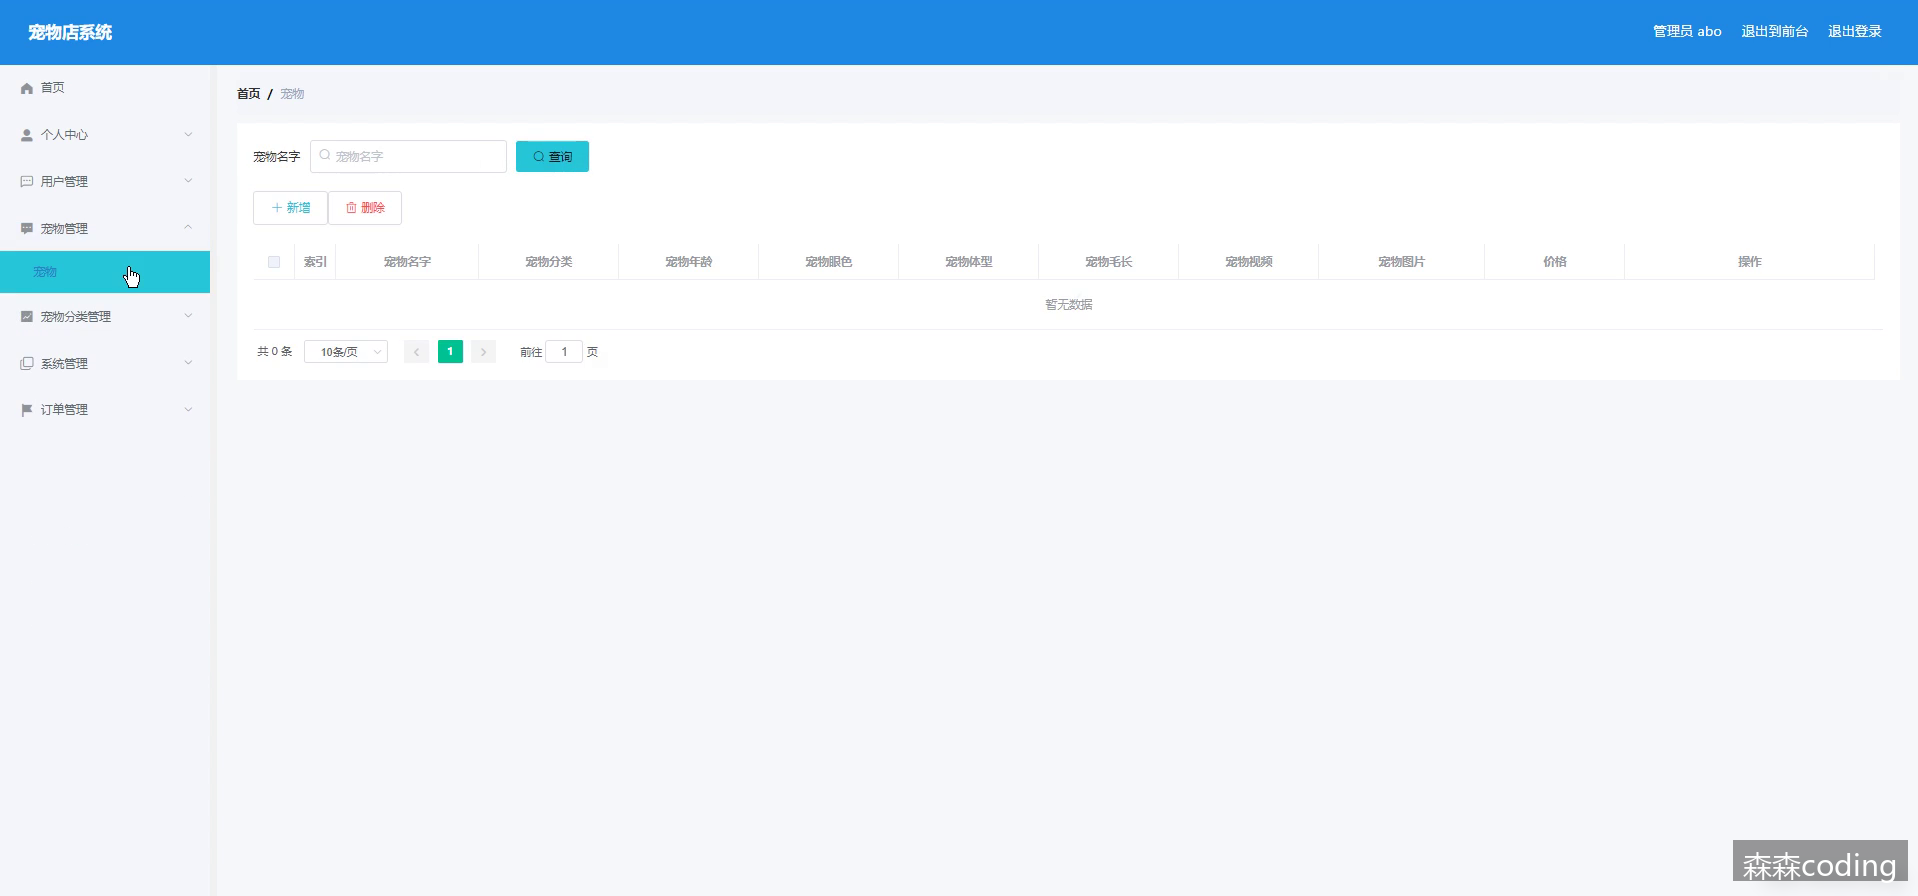 宠物店系统
管理员 abo 退出到前台 退出登录
首页
个人中心
用户管理
宠物管理
宠物
宠物分类管理
系统管理
订单管理
首页 / 宠物
宠物名字 宠物名字 查询
新增 删除
索引 宠物名字 宠物分类 宠物年龄 宠物眼色 宠物体型 宠物毛长 宠物视频 宠物图片 价格 操作
暂无数据
共 0 条 10条/页 1 前往 1 页
森森coding